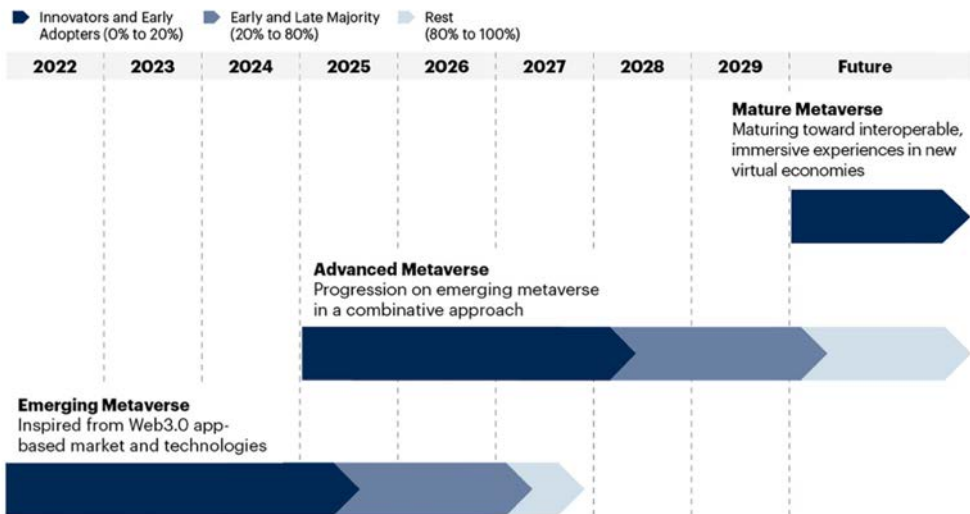 Innovators and Early
Adopters (0% to 20%)
Early and Late Majority
(20% to 80%)
Rest
(80% to 100%)
2022 2023 2024 2025 2026 2027 2028 2029 Future
Mature Metaverse
Maturing toward interoperable,
immersive experiences in new
virtual economies
Advanced Metaverse
Progression on emerging metaverse
in a combinative approach
Emerging Metaverse
Inspired from Web3.0 app-
based market and technologies